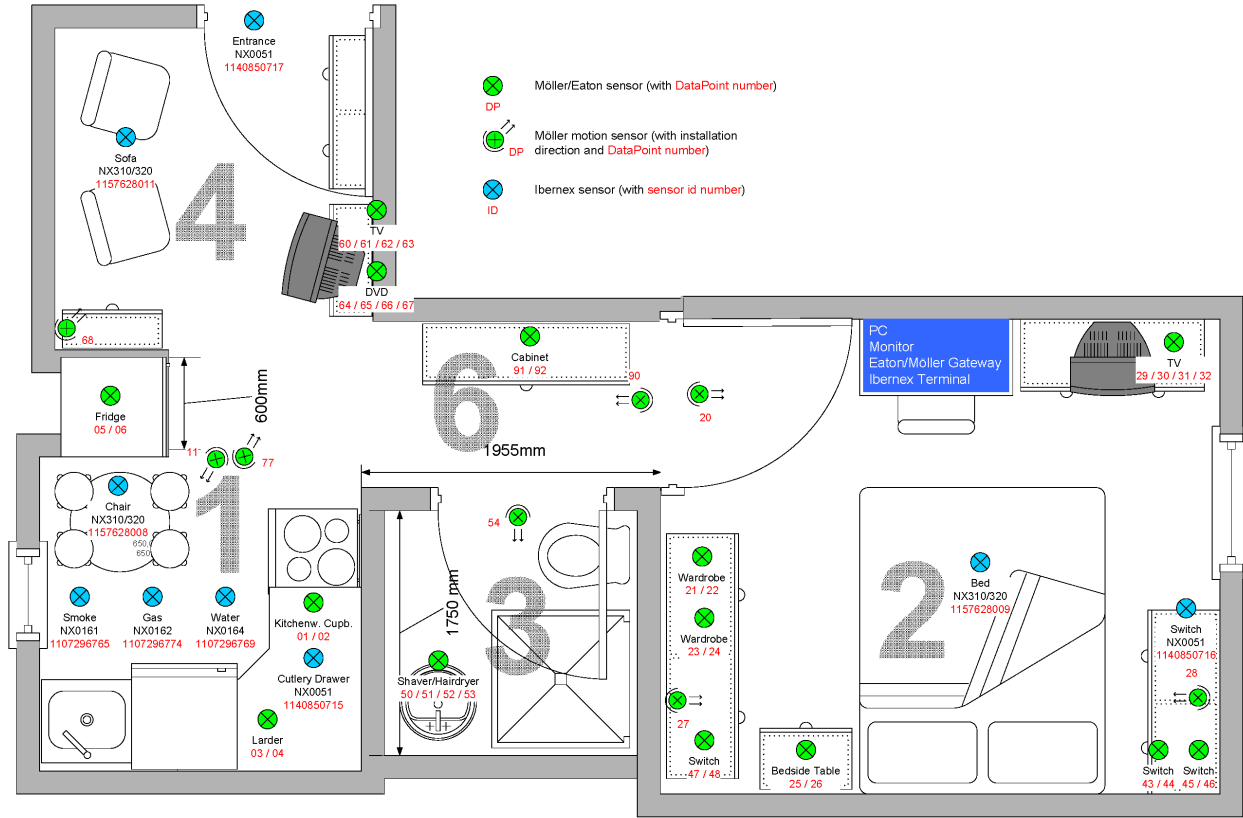 Entrance
NX0051
1140850717
Möller/Eaton sensor (with DataPoint number)
DP
Möller motion sensor (with installation
direction and DataPoint number)
DP
Ibernex sensor (with sensor id number)
ID
Sofa
NX310/320
1157628011
4
TV
60 / 61 / 62 / 63
DVD
64 / 65 / 66 / 67
68
Cabinet
91 / 92
6
90
20
PC
Monitor
Eaton/Möller Gateway
Ibernex Terminal
TV
29 / 30 / 31 / 32
Fridge
05 / 06
600mm
11
77
1955mm
1
Chair
NX310/320
1157628008
650,0
650
54
Smoke
NX0161
1107296765
Gas
NX0162
1107296774
Water
NX0164
1107296769
Kitchenw. Cupb.
01 / 02
Cutlery Drawer
NX0051
1140850715
Larder
03 / 04
1750 mm
3
Shaver/Hairdryer
50 / 51 / 52 / 53
Wardrobe
21 / 22
Wardrobe
23 / 24
27
Switch
47 / 48
Bedside Table
25 / 26
2
Bed
NX310/320
1157628009
Switch
NX0051
1140850716
28
Switch
43 / 44
Switch
45 / 46